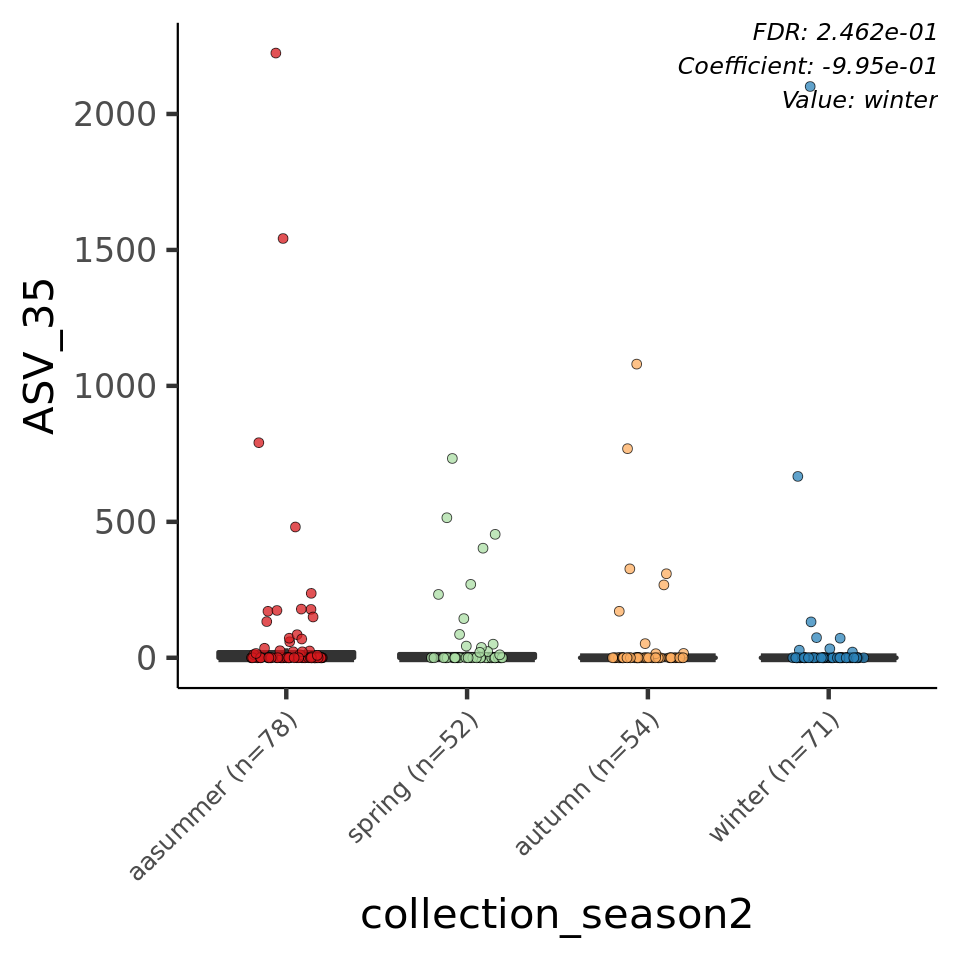 FDR: 2.462e-01
Coefficient: -9.95e-01
Value: winter
2000
1500
1000
500
0
ASV_35
aasummer (n=78)
spring (n=52)
autumn (n=54)
winter (n=71)
collection_season2